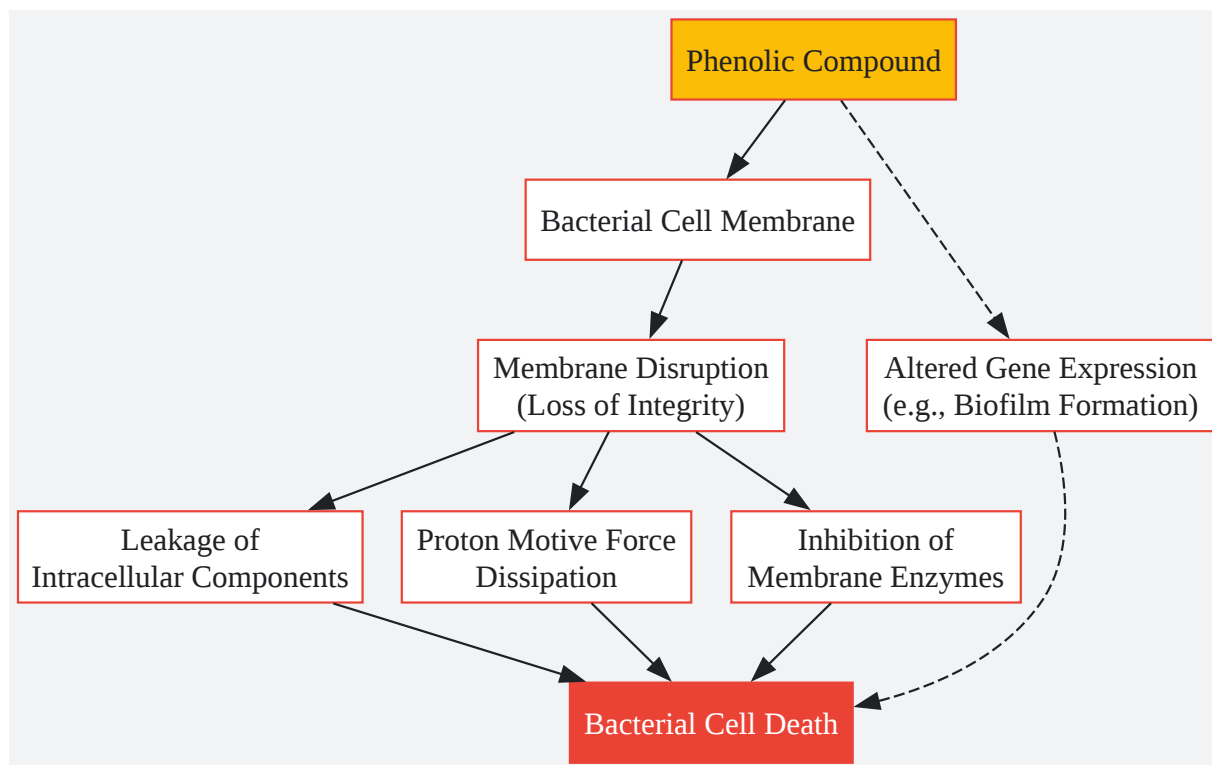 Phenolic Compound
Bacterial Cell Membrane
Membrane Disruption
(Loss of Integrity)
Altered Gene Expression
(e.g., Biofilm Formation)
Leakage of
Intracellular Components
Proton Motive Force
Dissipation
Inhibition of
Membrane Enzymes
Bacterial Cell Death